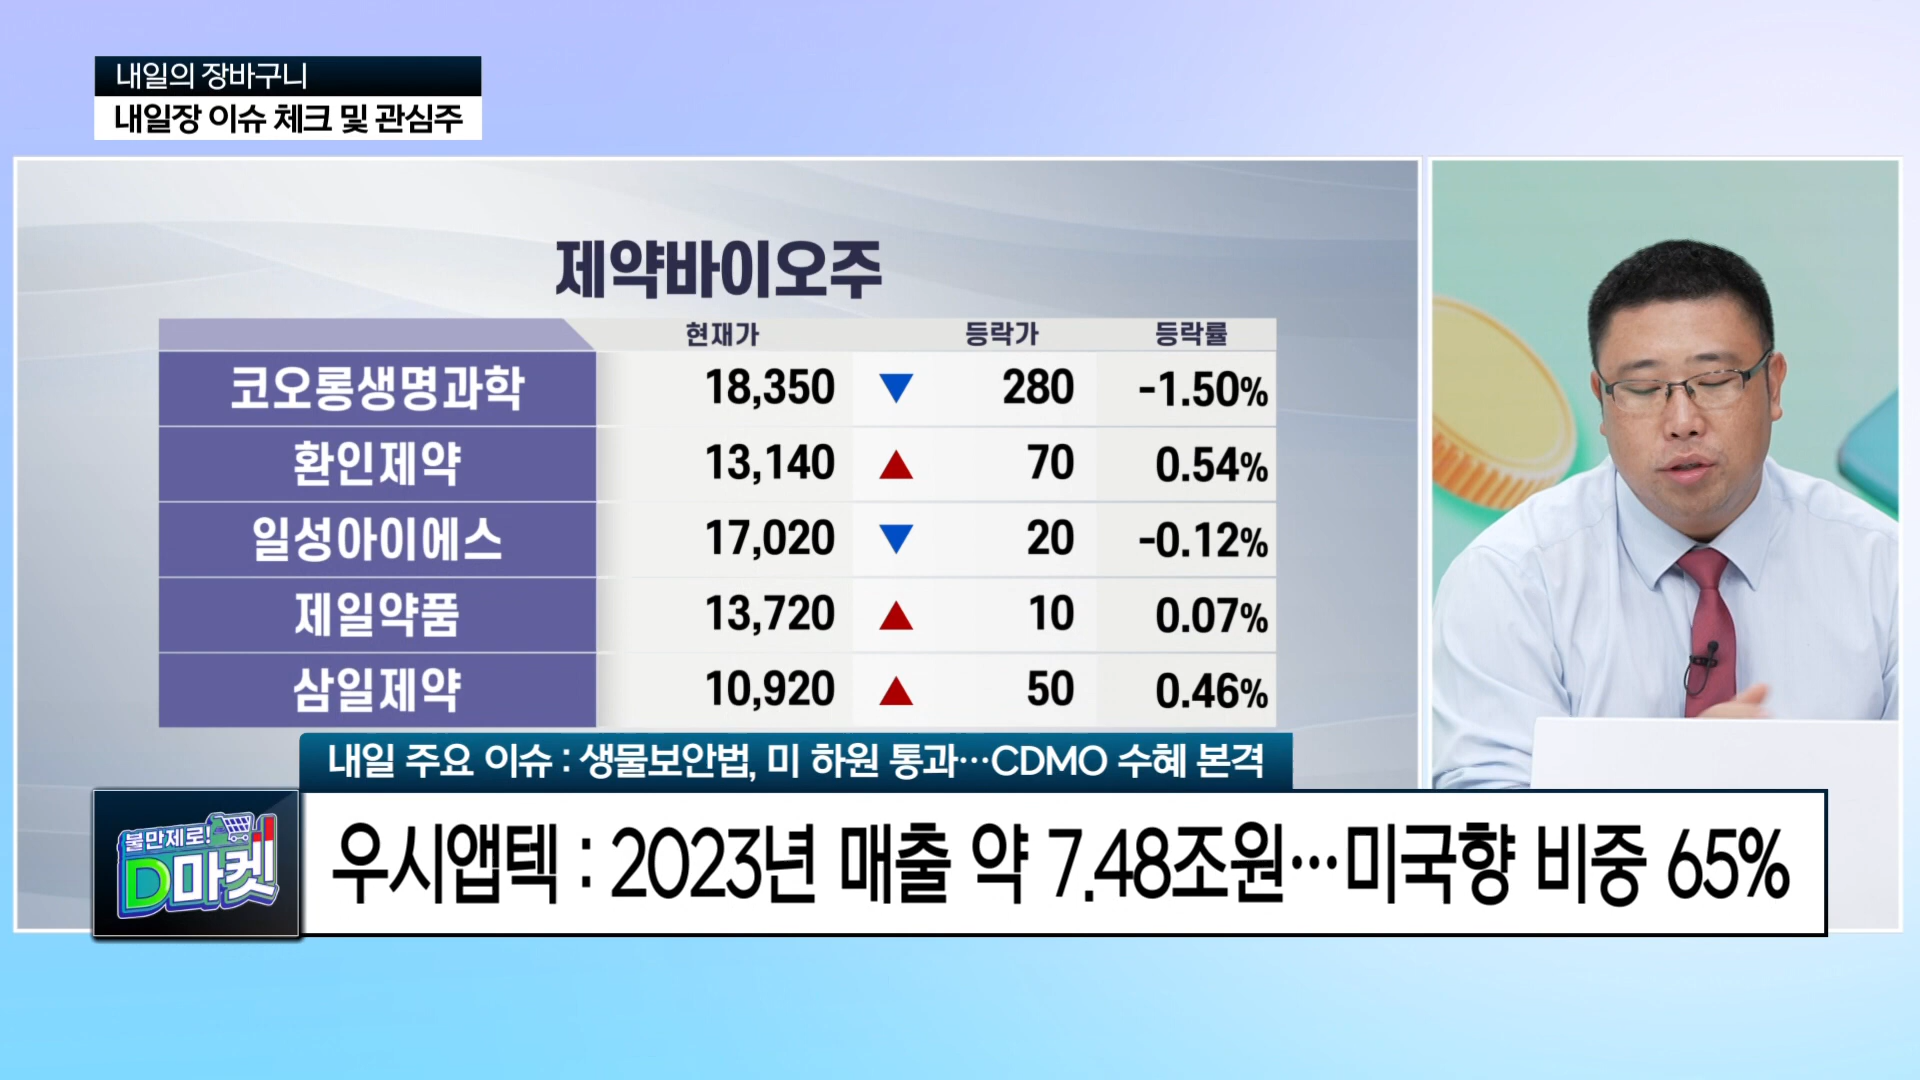 내일의 장바구니
내일장 이슈 체크 및 관심주
제약바이오주
현재가 등락가 등락률
코오롱생명과학 18,350 ▼ 280 -1.50%
환인제약 13,140 ▲ 70 0.54%
일성아이에스 17,020 ▼ 20 -0.12%
제일약품 13,720 ▲ 10 0.07%
삼일제약 10,920 ▲ 50 0.46%
내일 주요 이슈 : 생물보안법, 미 하원 통과…CDMO 수혜 본격
불만제로!
D마켓
우시앱텍 : 2023년 매출 약 7.48조원…미국향 비중 65%